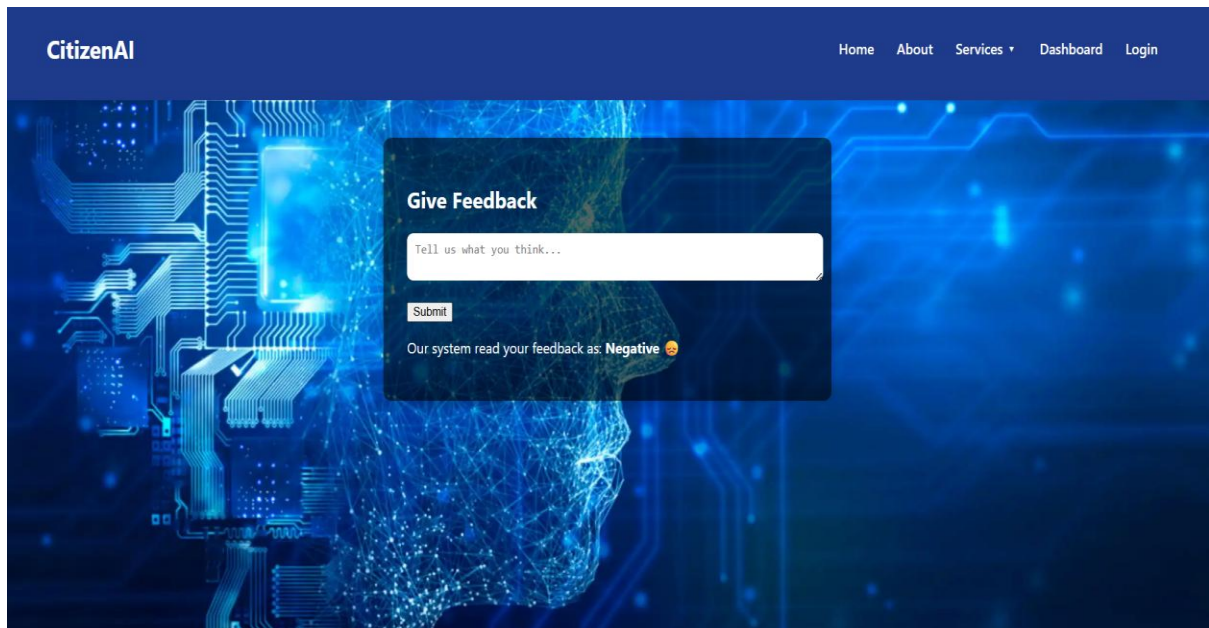 CitizenAI
Home About Services ▾ Dashboard Login
Give Feedback
Tell us what you think...
Submit
Our system read your feedback as: Negative 😞